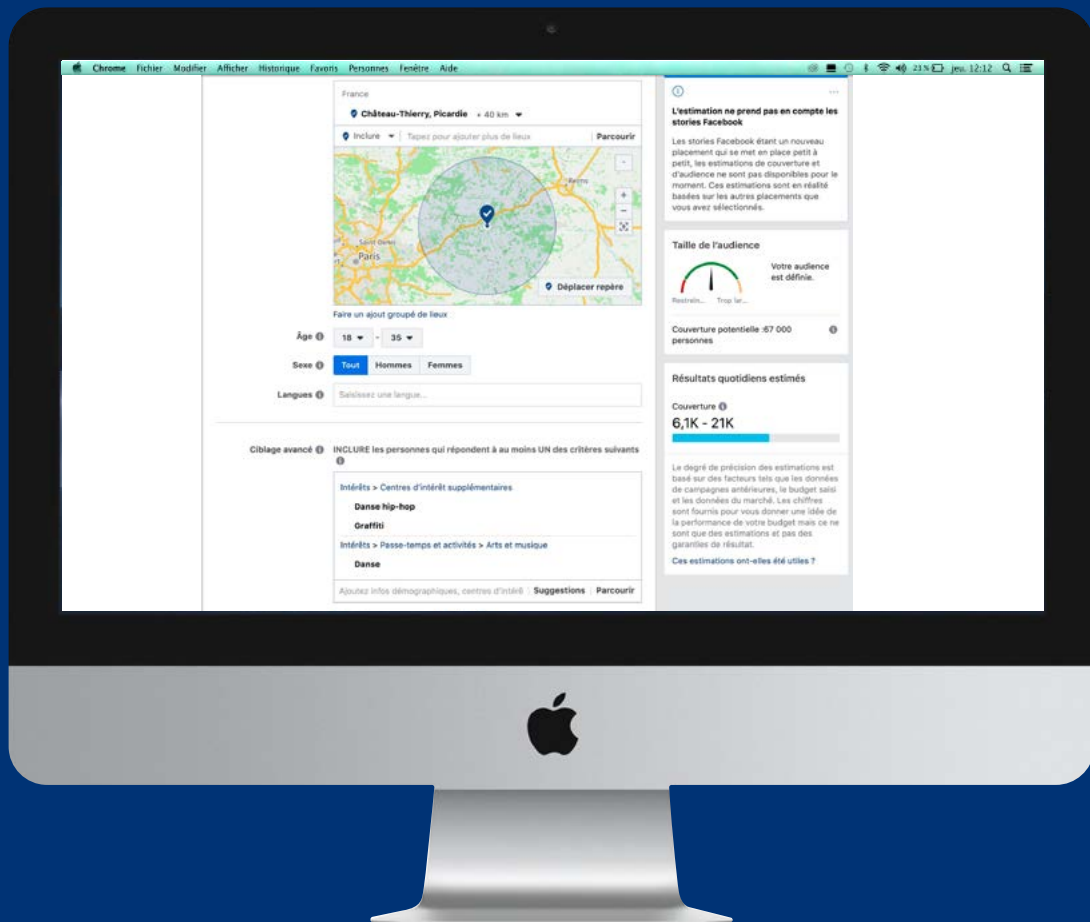 Chrome Fichier Modifier Afficher Historique Favoris Personnes Fenêtre Aide
23 % jeu. 12:12
France
Château-Thierry, Picardie + 40 km
Inclure Tapez pour ajouter plus de lieux Parcourir
Reims
Saint Denis
Paris
Déplacer repère
Faire un ajout groupé de lieux
Âge 18 - 35
Sexe Tout Hommes Femmes
Langues Saisissez une langue...
Ciblage avancé INCLURE les personnes qui répondent à au moins UN des critères suivants
Intérêts > Centres d'intérêt supplémentaires
Danse hip-hop
Graffiti
Intérêts > Passe-temps et activités > Arts et musique
Danse
Ajoutez infos démographiques, centres d'intérê Suggestions Parcourir
L'estimation ne prend pas en compte les
stories Facebook
Les stories Facebook étant un nouveau
placement qui se met en place petit à
petit, les estimations de couverture et
d'audience ne sont pas disponibles pour le
moment. Ces estimations sont en réalité
basées sur les autres placements que
vous avez sélectionnés.
Taille de l'audience
Votre audience
est définie.
Restrein... Trop lar...
Couverture potentielle :67 000
personnes
Résultats quotidiens estimés
Couverture
6,1K - 21K
Le degré de précision des estimations est
basé sur des facteurs tels que les données
de campagnes antérieures, le budget saisi
et les données du marché. Les chiffres
sont fournis pour vous donner une idée de
la performance de votre budget mais ce ne
sont que des estimations et pas des
garanties de résultat.
Ces estimations ont-elles été utiles ?